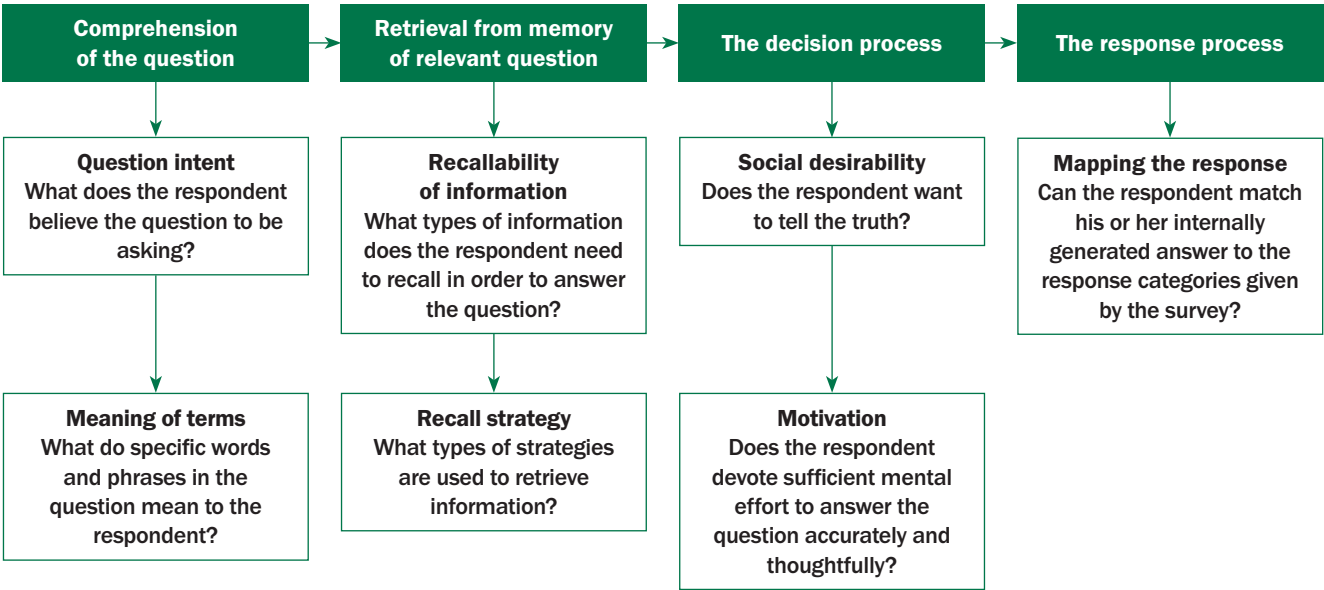 Comprehension
of the question
Retrieval from memory
of relevant question
The decision process
The response process
Question intent
What does the respondent
believe the question to be
asking?
Recallability
of information
What types of information
does the respondent need
to recall in order to answer
the question?
Social desirability
Does the respondent want
to tell the truth?
Mapping the response
Can the respondent match
his or her internally
generated answer to the
response categories given
by the survey?
Meaning of terms
What do specific words
and phrases in the
question mean to the
respondent?
Recall strategy
What types of strategies
are used to retrieve
information?
Motivation
Does the respondent
devote sufficient mental
effort to answer the
question accurately and
thoughtfully?